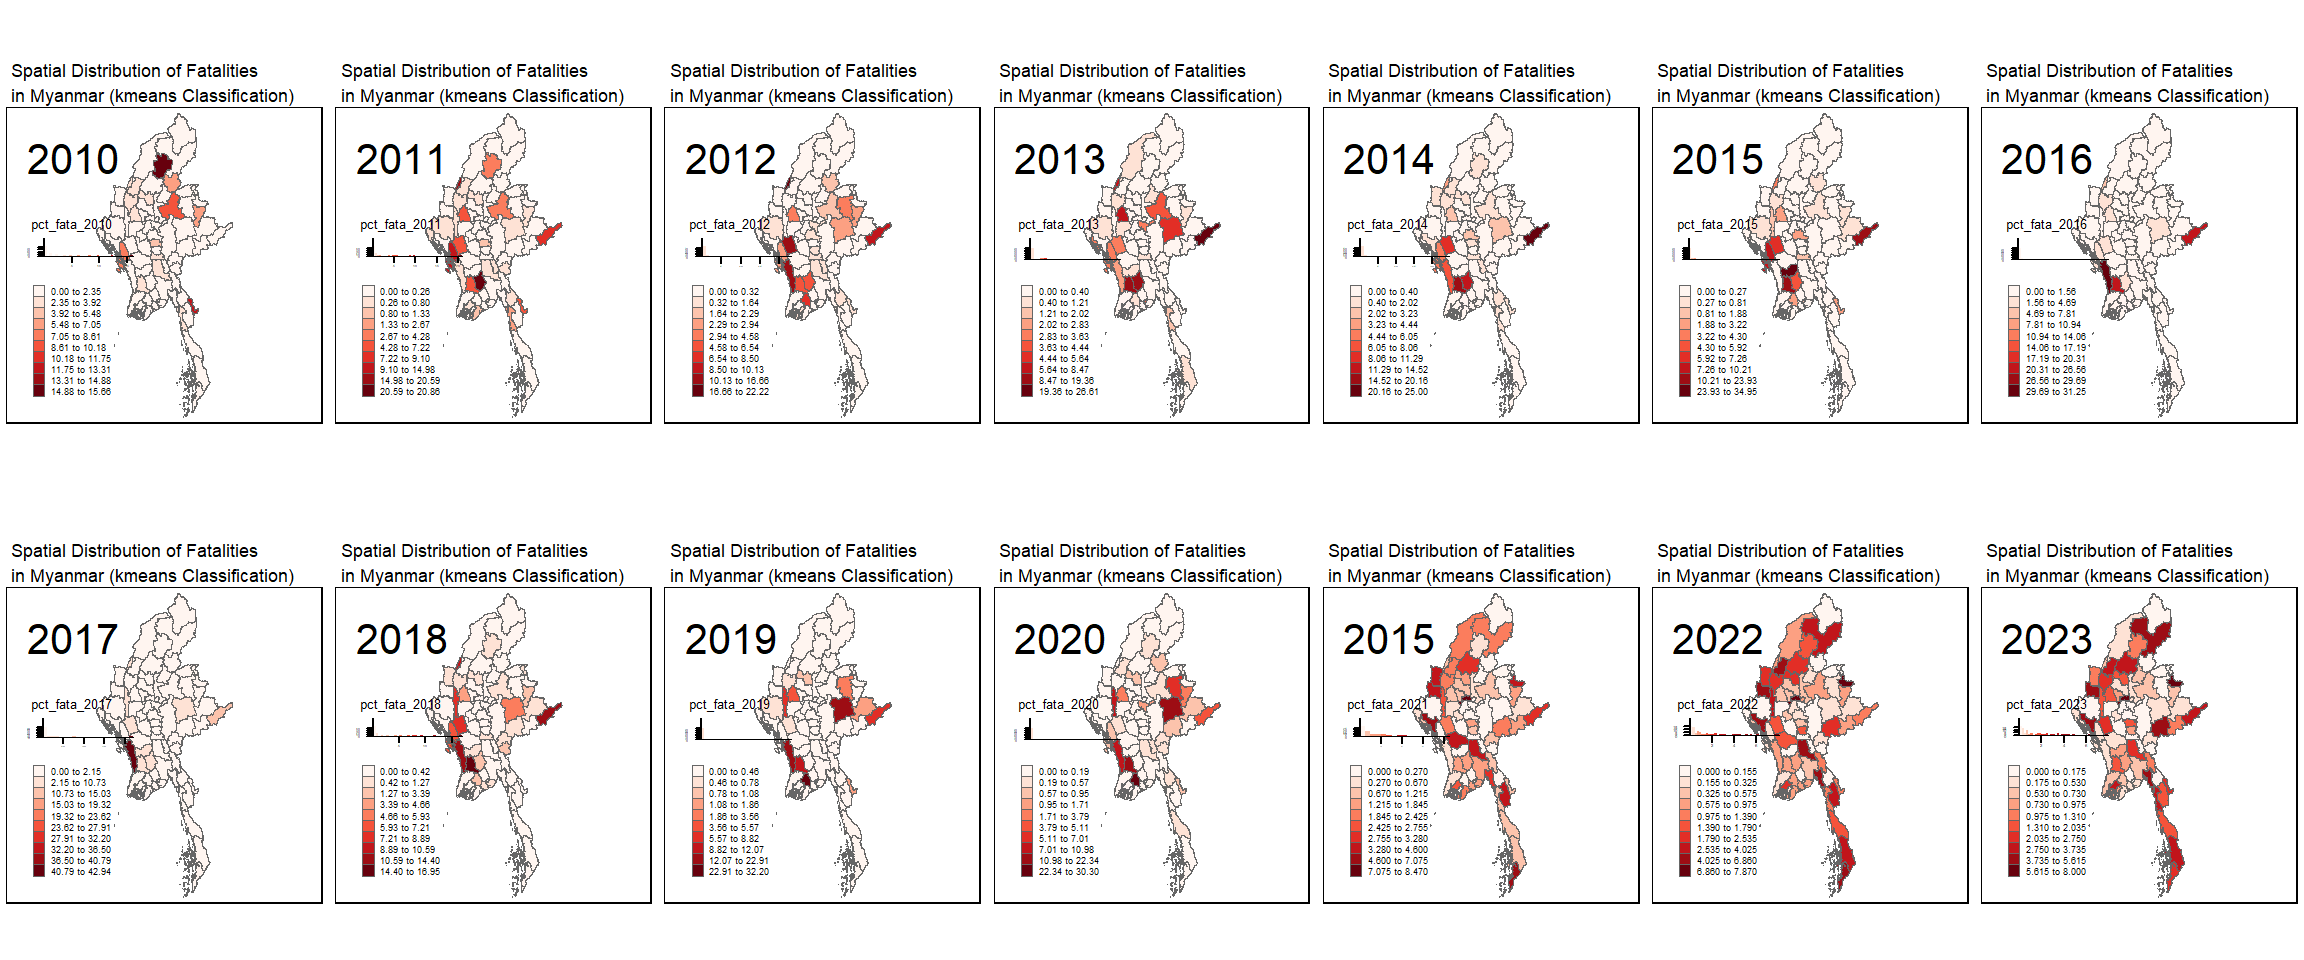 Spatial Distribution of Fatalities
in Myanmar (kmeans Classification)
2010
pct_fata_2010
0.00 to 2.35
2.35 to 3.92
3.92 to 5.48
5.48 to 7.05
7.05 to 8.61
8.61 to 10.18
10.18 to 11.75
11.75 to 13.31
13.31 to 14.88
14.88 to 15.66
Spatial Distribution of Fatalities
in Myanmar (kmeans Classification)
2011
pct_fata_2011
0.00 to 0.26
0.26 to 0.80
0.80 to 1.33
1.33 to 2.67
2.67 to 4.28
4.28 to 7.22
7.22 to 9.10
9.10 to 14.98
14.98 to 20.59
20.59 to 20.86
Spatial Distribution of Fatalities
in Myanmar (kmeans Classification)
2012
pct_fata_2012
0.00 to 0.32
0.32 to 1.64
1.64 to 2.29
2.29 to 2.94
2.94 to 4.58
4.58 to 6.54
6.54 to 8.50
8.50 to 10.13
10.13 to 16.66
16.66 to 22.22
Spatial Distribution of Fatalities
in Myanmar (kmeans Classification)
2013
pct_fata_2013
0.00 to 0.40
0.40 to 1.21
1.21 to 2.02
2.02 to 2.83
2.83 to 3.63
3.63 to 4.44
4.44 to 5.64
5.64 to 8.47
8.47 to 19.36
19.36 to 26.61
Spatial Distribution of Fatalities
in Myanmar (kmeans Classification)
2014
pct_fata_2014
0.00 to 0.40
0.40 to 2.02
2.02 to 3.23
3.23 to 4.44
4.44 to 6.05
6.05 to 8.06
8.06 to 11.29
11.29 to 14.52
14.52 to 20.16
20.16 to 25.00
Spatial Distribution of Fatalities
in Myanmar (kmeans Classification)
2015
pct_fata_2015
0.00 to 0.27
0.27 to 0.81
0.81 to 1.88
1.88 to 3.22
3.22 to 4.30
4.30 to 5.92
5.92 to 7.26
7.26 to 10.21
10.21 to 23.93
23.93 to 34.95
Spatial Distribution of Fatalities
in Myanmar (kmeans Classification)
2016
pct_fata_2016
0.00 to 1.56
1.56 to 4.69
4.69 to 7.81
7.81 to 10.94
10.94 to 14.06
14.06 to 17.19
17.19 to 20.31
20.31 to 26.56
26.56 to 29.69
29.69 to 31.25
Spatial Distribution of Fatalities
in Myanmar (kmeans Classification)
2017
pct_fata_2017
0.00 to 2.15
2.15 to 10.73
10.73 to 15.03
15.03 to 19.32
19.32 to 23.62
23.62 to 27.91
27.91 to 32.20
32.20 to 36.50
36.50 to 40.79
40.79 to 42.94
Spatial Distribution of Fatalities
in Myanmar (kmeans Classification)
2018
pct_fata_2018
0.00 to 0.42
0.42 to 1.27
1.27 to 3.39
3.39 to 4.66
4.66 to 5.93
5.93 to 7.21
7.21 to 8.89
8.89 to 10.59
10.59 to 14.40
14.40 to 16.95
Spatial Distribution of Fatalities
in Myanmar (kmeans Classification)
2019
pct_fata_2019
0.00 to 0.46
0.46 to 0.78
0.78 to 1.08
1.08 to 1.86
1.86 to 3.56
3.56 to 5.57
5.57 to 8.82
8.82 to 12.07
12.07 to 22.91
22.91 to 32.20
Spatial Distribution of Fatalities
in Myanmar (kmeans Classification)
2020
pct_fata_2020
0.00 to 0.19
0.19 to 0.57
0.57 to 0.95
0.95 to 1.71
1.71 to 3.79
3.79 to 5.11
5.11 to 7.01
7.01 to 10.98
10.98 to 22.34
22.34 to 30.30
Spatial Distribution of Fatalities
in Myanmar (kmeans Classification)
2015
pct_fata_2021
0.000 to 0.270
0.270 to 0.670
0.670 to 1.215
1.215 to 1.845
1.845 to 2.425
2.425 to 2.755
2.755 to 3.280
3.280 to 4.600
4.600 to 7.075
7.075 to 8.470
Spatial Distribution of Fatalities
in Myanmar (kmeans Classification)
2022
pct_fata_2022
0.000 to 0.155
0.155 to 0.325
0.325 to 0.575
0.575 to 0.975
0.975 to 1.390
1.390 to 1.790
1.790 to 2.535
2.535 to 4.025
4.025 to 6.860
6.860 to 7.870
Spatial Distribution of Fatalities
in Myanmar (kmeans Classification)
2023
pct_fata_2023
0.000 to 0.175
0.175 to 0.530
0.530 to 0.730
0.730 to 0.975
0.975 to 1.310
1.310 to 2.035
2.035 to 2.750
2.750 to 3.735
3.735 to 5.615
5.615 to 8.000